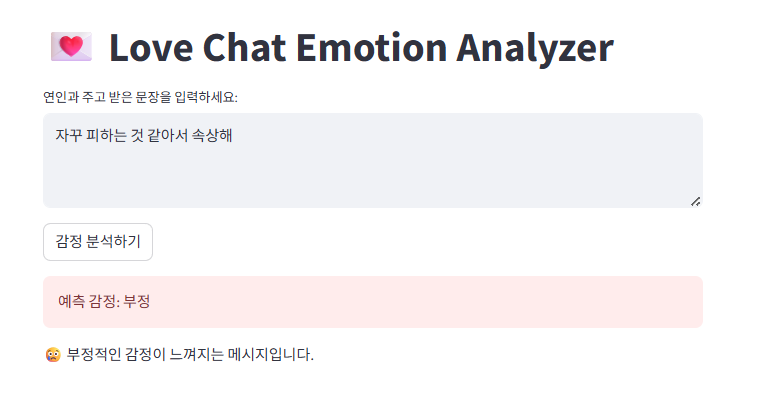 💌 Love Chat Emotion Analyzer
연인과 주고 받은 문장을 입력하세요:
자꾸 피하는 것 같아서 속상해
감정 분석하기
예측 감정: 부정
😳 부정적인 감정이 느껴지는 메시지입니다.